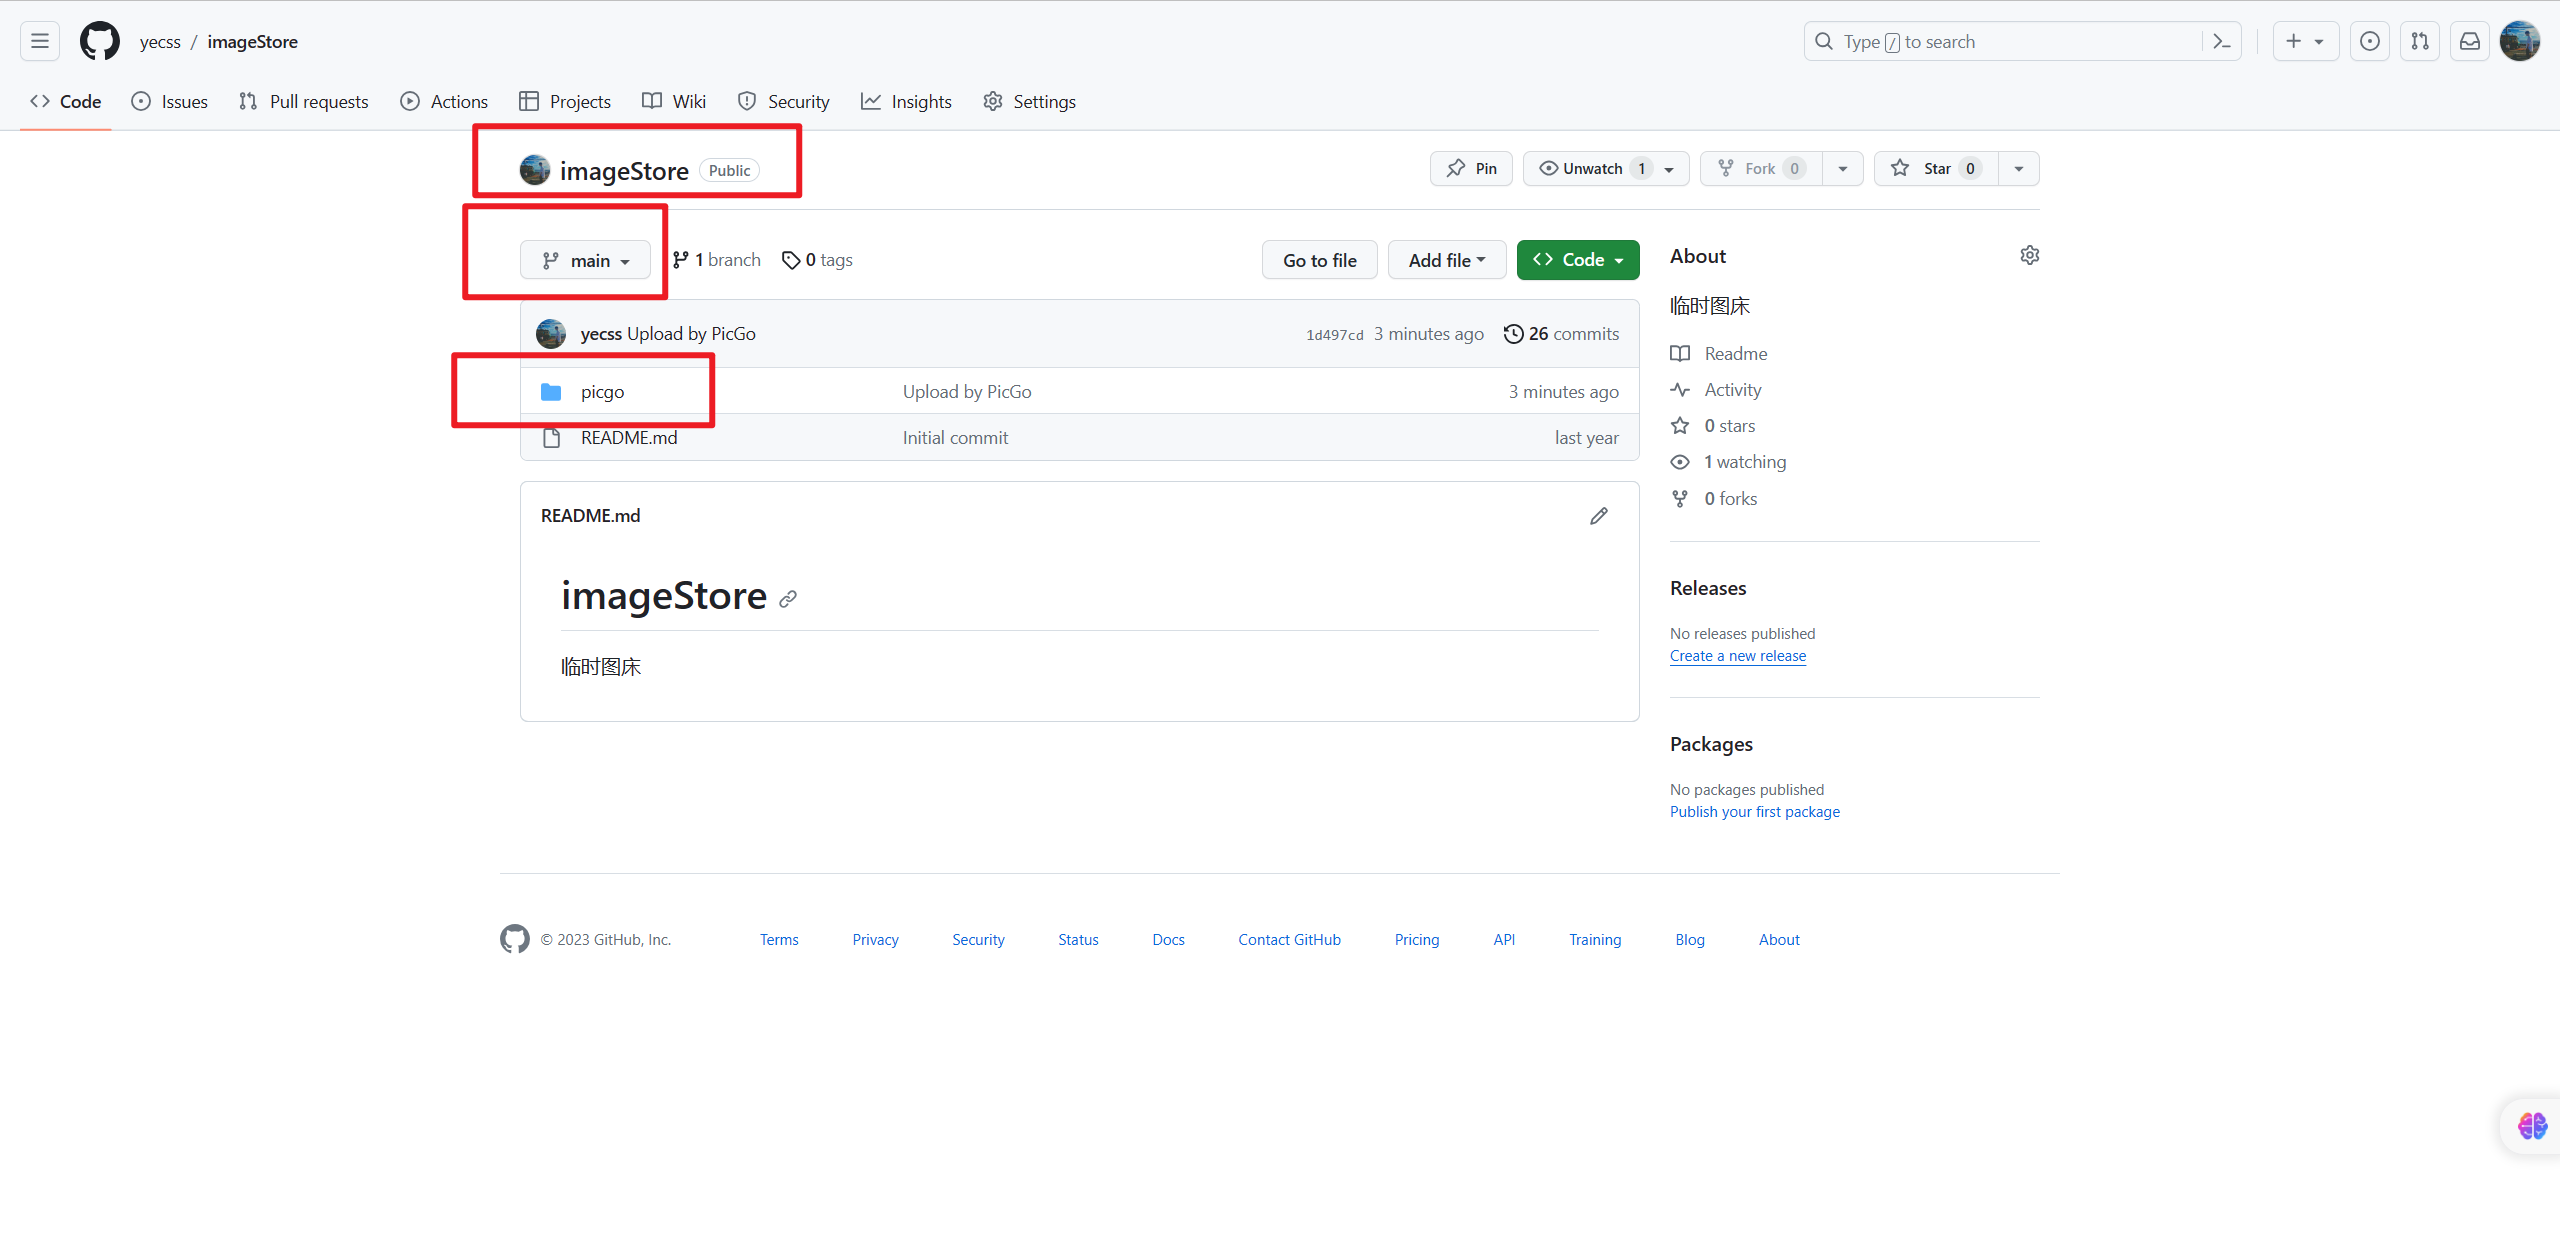 yecss / imageStore
Type / to search
Code Issues Pull requests Actions Projects Wiki Security Insights Settings
imageStore Public
Pin Unwatch 1 Fork 0 Star 0
main 1 branch 0 tags Go to file Add file Code
yecss Upload by PicGo 1d497cd 3 minutes ago 26 commits
picgo Upload by PicGo 3 minutes ago
README.md Initial commit last year
README.md
imageStore
临时图床
About
临时图床
Readme
Activity
0 stars
1 watching
0 forks
Releases
No releases published
Create a new release
Packages
No packages published
Publish your first package
© 2023 GitHub, Inc. Terms Privacy Security Status Docs Contact GitHub Pricing API Training Blog About